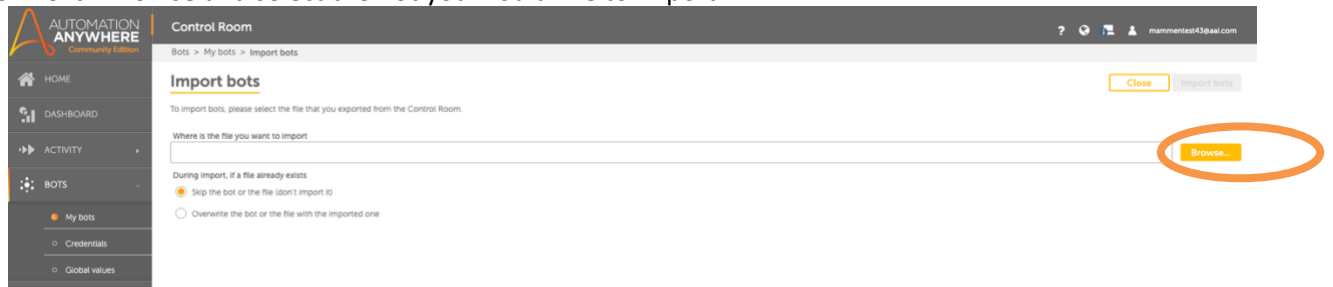 AUTOMATION
ANYWHERE
Community Edition
Control Room
? mammentest43@aai.com
Bots > My bots > Import bots
HOME
Import bots
Close Import bots
DASHBOARD
To import bots, please select the file that you exported from the Control Room.
Where is the file you want to import
ACTIVITY
Browse...
During import, if a file already exists
BOTS
Skip the bot or the file (don't import it)
Overwrite the bot or the file with the imported one
My bots
Credentials
Global values